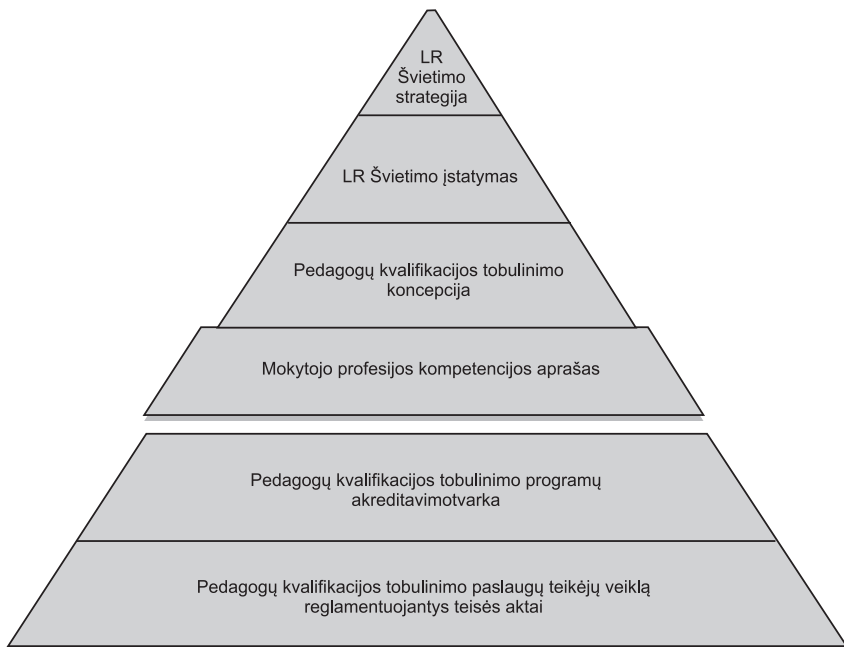 LR
Švietimo
strategija
LR Švietimo įstatymas
Pedagogų kvalifikacijos tobulinimo
koncepcija
Mokytojo profesijos kompetencijos aprašas
Pedagogų kvalifikacijos tobulinimo programų
akreditavimotvarka
Pedagogų kvalifikacijos tobulinimo paslaugų teikėjų veiklą
reglamentuojantys teisės aktai